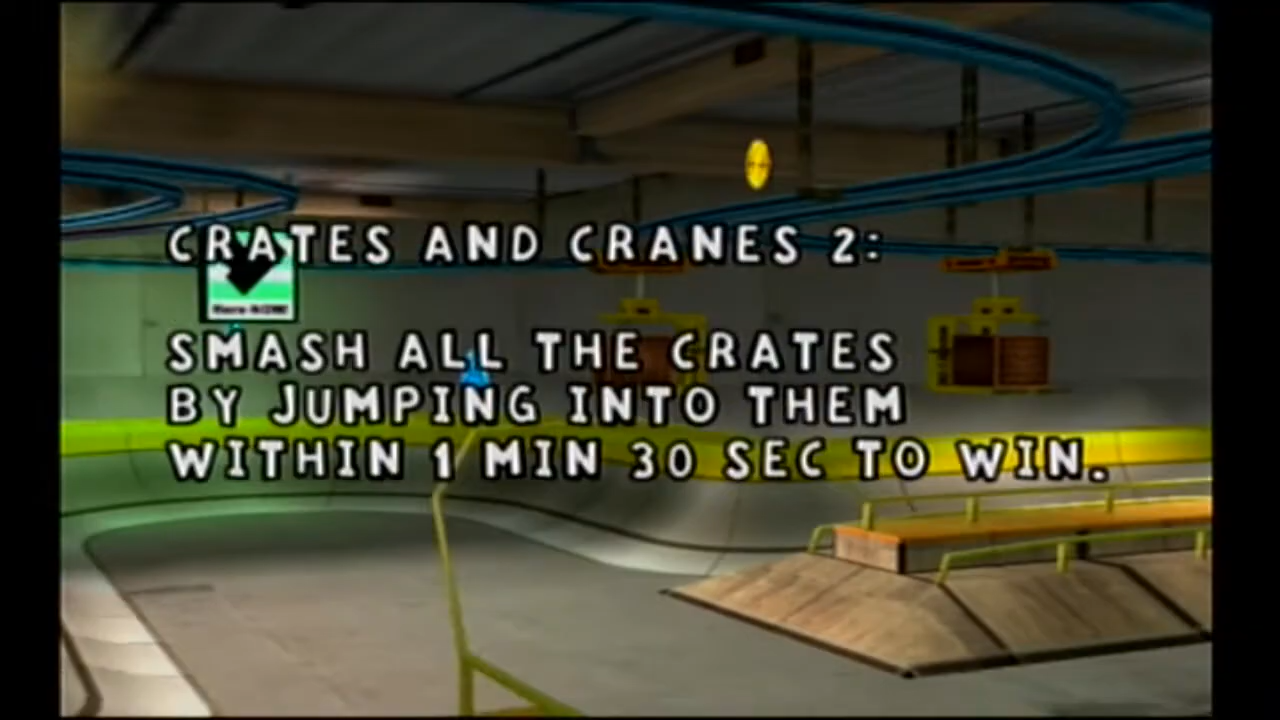 CRATES AND CRANES 2:
SMASH ALL THE CRATES
BY JUMPING INTO THEM
WITHIN 1 MIN 30 SEC TO WIN.